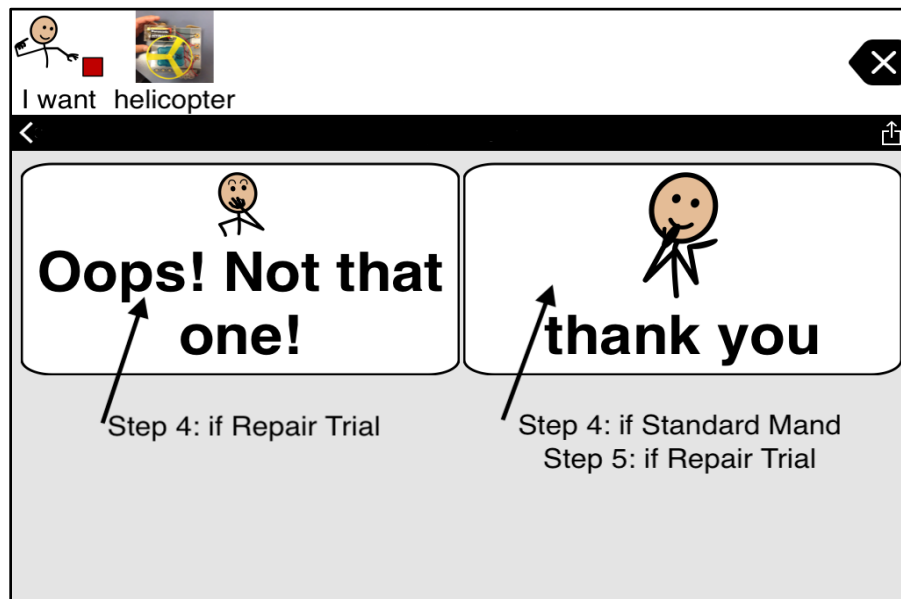 I want helicopter
Oops! Not that
one!
thank you
Step 4: if Repair Trial
Step 4: if Standard Mand
Step 5: if Repair Trial